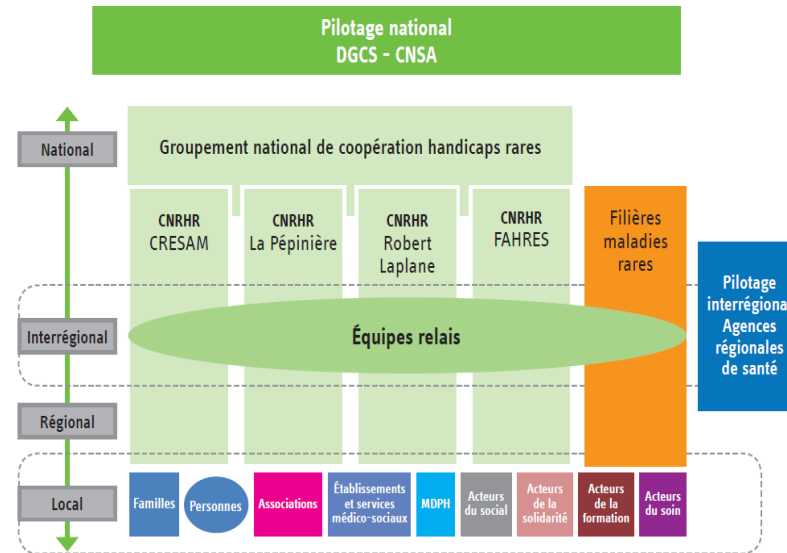 Pilotage national
DGCS - CNSA
National
Groupement national de coopération handicaps rares
CNRHR
CRESAM
CNRHR
La Pépinière
CNRHR
Robert
Laplane
CNRHR
FAHRES
Filières
maladies
rares
Pilotage
interrégional
Agences
régionales
de santé
Interrégional
Équipes relais
Régional
Local
Familles
Personnes
Associations
Établissements
et services
médico-sociaux
MDPH
Acteurs
du social
Acteurs
de la
solidarité
Acteurs
de la
formation
Acteurs
du soin